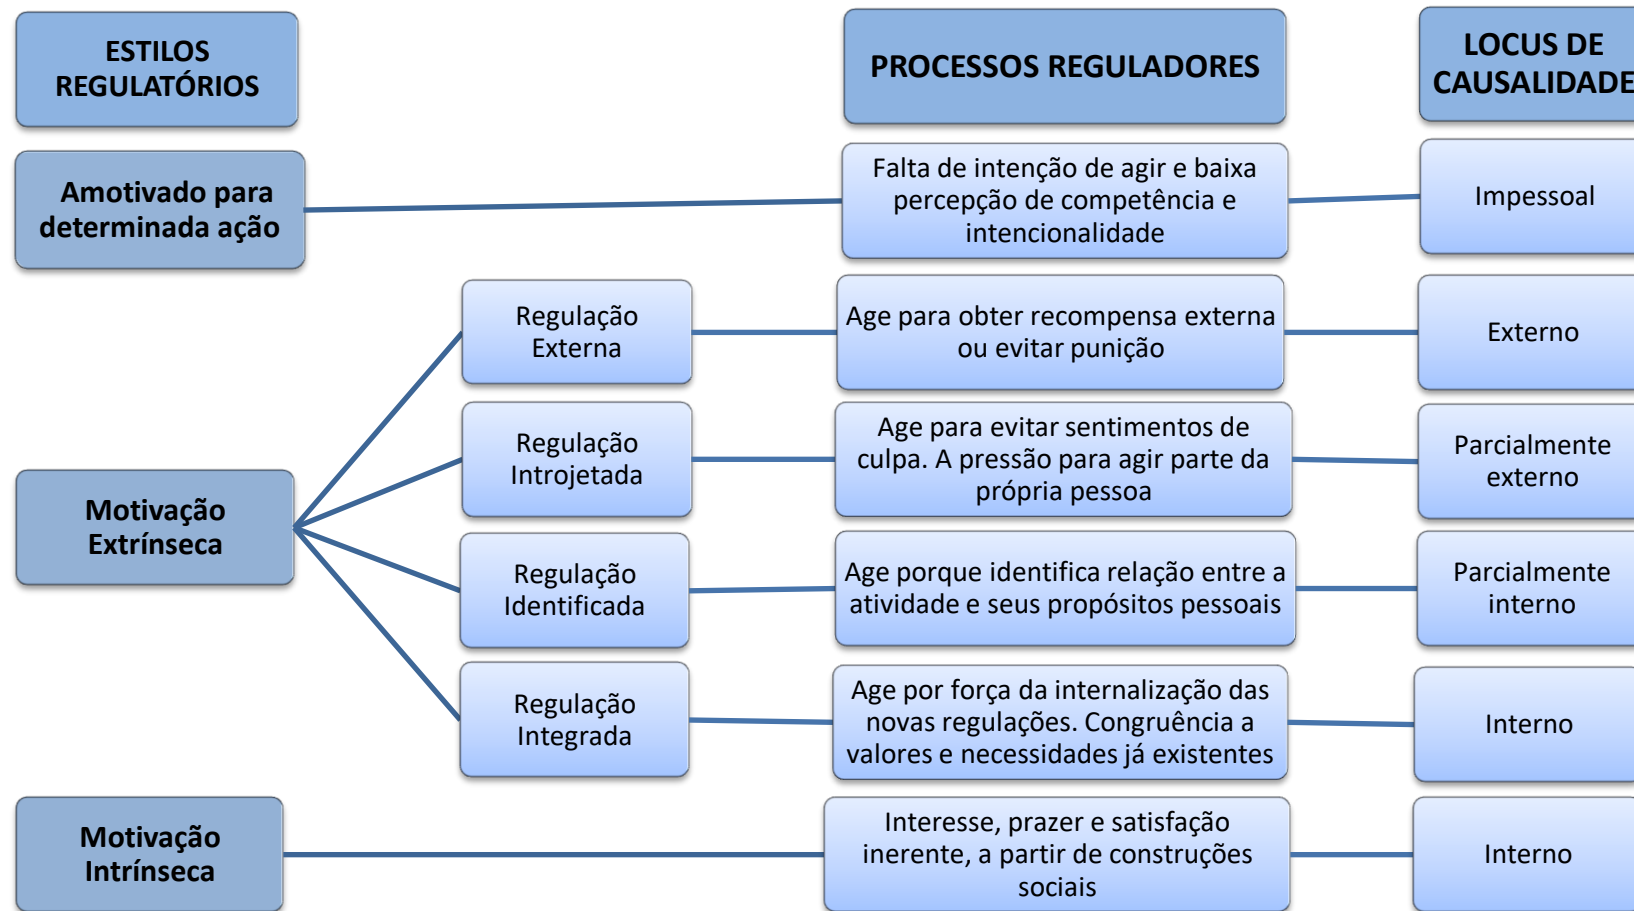 ESTILOS
REGULATÓRIOS
PROCESSOS REGULADORES
LOCUS DE
CAUSALIDADE
Amotivado para
determinada ação
Falta de intenção de agir e baixa
percepção de competência e
intencionalidade
Impessoal
Motivação
Extrínseca
Regulação
Externa
Age para obter recompensa externa
ou evitar punição
Externo
Regulação
Introjetada
Age para evitar sentimentos de
culpa. A pressão para agir parte da
própria pessoa
Parcialmente
externo
Regulação
Identificada
Age porque identifica relação entre a
atividade e seus propósitos pessoais
Parcialmente
interno
Regulação
Integrada
Age por força da internalização das
novas regulações. Congruência a
valores e necessidades já existentes
Interno
Motivação
Intrínseca
Interesse, prazer e satisfação
inerente, a partir de construções
sociais
Interno